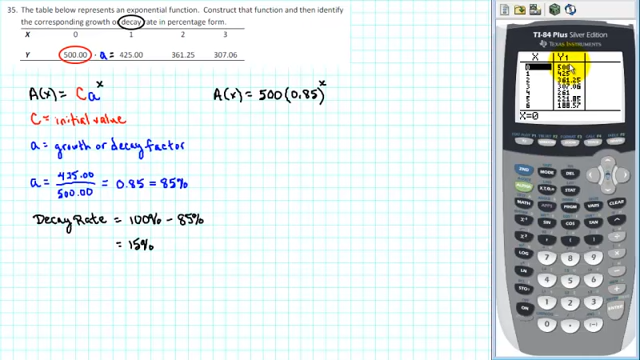 35. The table below represents an exponential function. Construct that function and then identify
the corresponding growth or decay rate in percentage form.
X 0 1 2 3
Y 500.00 · a = 425.00 361.25 307.06
A(x) = C a^x
C = initial value
a = growth or decay factor
a = 425.00 / 500.00 = 0.85 = 85%
Decay Rate = 100% - 85%
= 15%
A(x) = 500(0.85)^x
TI-84 Plus Silver Edition
TEXAS INSTRUMENTS
X Y1
0 500
1 425
2 361.25
3 307.06
4 261
5 221.85
6 188.57
X=0